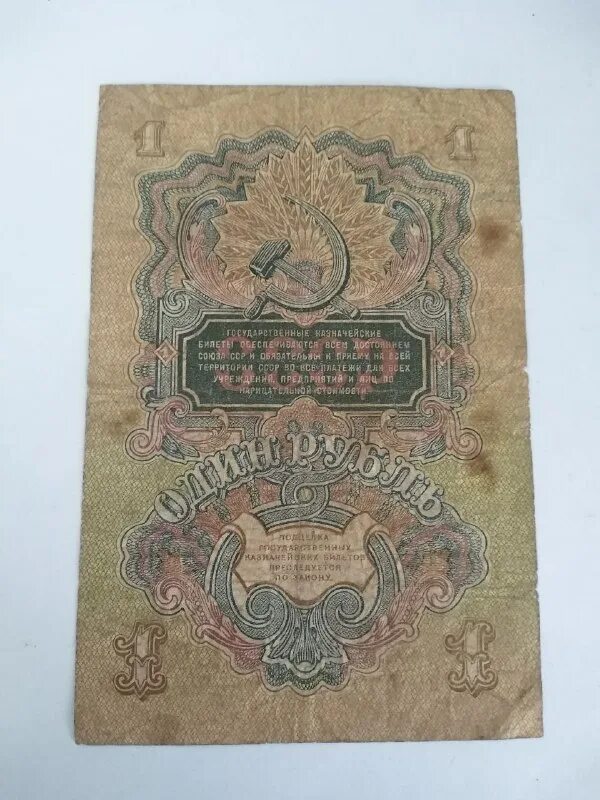 1 1
ГОСУДАРСТВЕННЫЕ КАЗНАЧЕЙСКИЕ
БИЛЕТЫ ОБЕСПЕЧИВАЮТСЯ ВСЕМ ДОСТОЯНИЕМ
СОЮЗА ССР И ОБЯЗАТЕЛЬНЫ К ПРИЕМУ НА ВСЕЙ
ТЕРРИТОРИИ СССР ВО ВСЕ ПЛАТЕЖИ ДЛЯ ВСЕХ
УЧРЕЖДЕНИЙ, ПРЕДПРИЯТИЙ И ЛИЦ ПО
НАРИЦАТЕЛЬНОЙ СТОИМОСТИ
ОДИН РУБЛЬ
ПОДДЕЛКА
ГОСУДАРСТВЕННЫХ
КАЗНАЧЕЙСКИХ БИЛЕТОВ
ПРЕСЛЕДУЕТСЯ
ПО ЗАКОНУ.
1 1